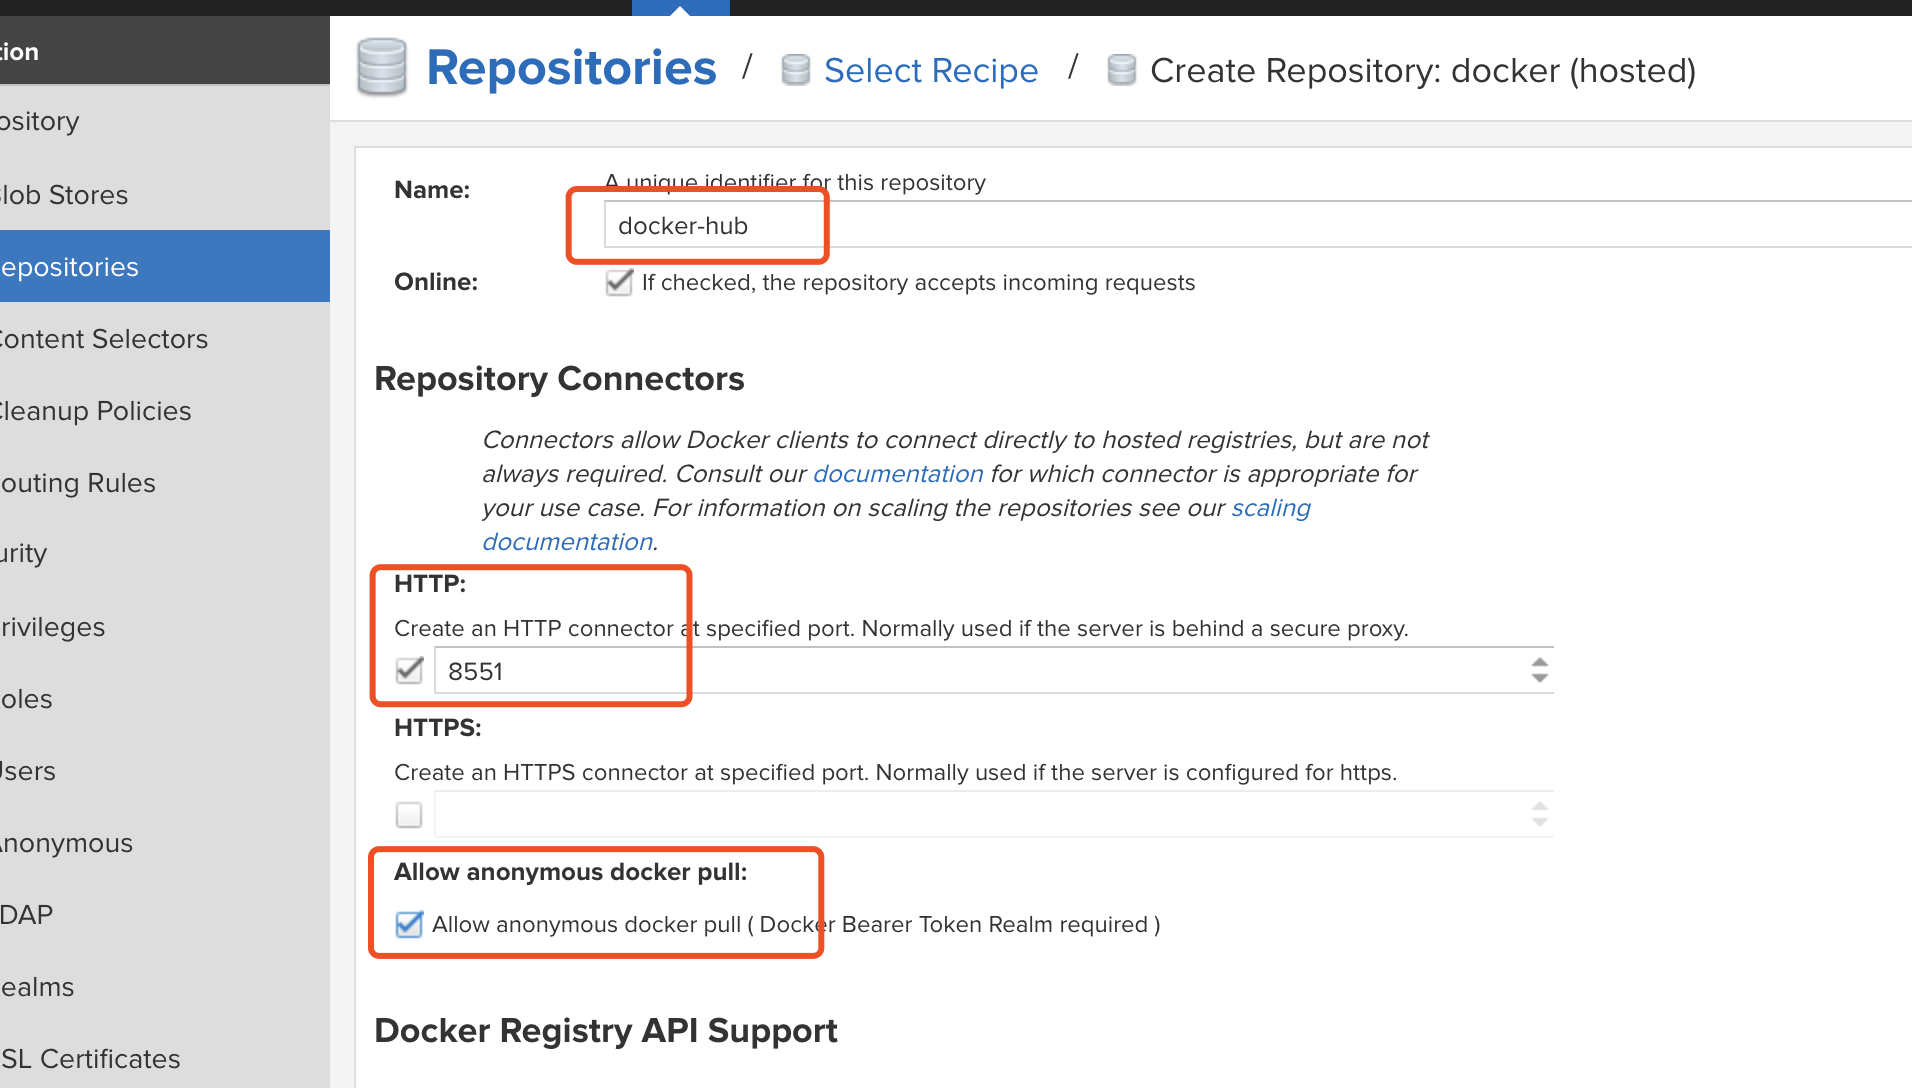 tion
ository
lob Stores
epositories
ontent Selectors
leanup Policies
outing Rules
urity
rivileges
oles
Users
Anonymous
DAP
ealms
SL Certificates
Repositories / Select Recipe / Create Repository: docker (hosted)
Name:
A unique identifier for this repository
docker-hub
Online:
If checked, the repository accepts incoming requests
Repository Connectors
Connectors allow Docker clients to connect directly to hosted registries, but are not
always required. Consult our documentation for which connector is appropriate for
your use case. For information on scaling the repositories see our scaling
documentation.
HTTP:
Create an HTTP connector at specified port. Normally used if the server is behind a secure proxy.
8551
HTTPS:
Create an HTTPS connector at specified port. Normally used if the server is configured for https.
Allow anonymous docker pull:
Allow anonymous docker pull ( Docker Bearer Token Realm required )
Docker Registry API Support